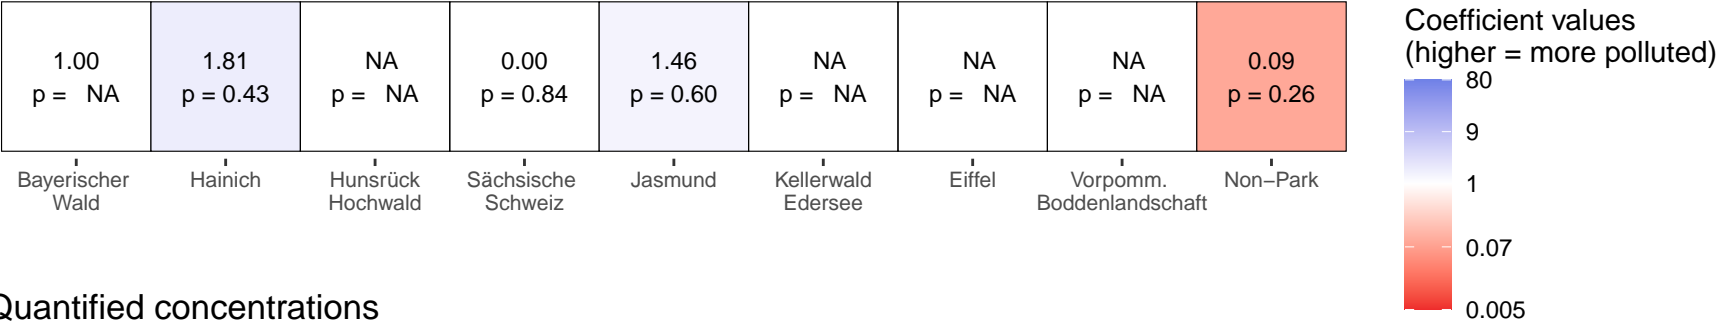 1.00 1.81 NA 0.00 1.46 NA NA NA 0.09
p = NA p = 0.43 p = NA p = 0.84 p = 0.60 p = NA p = NA p = NA p = 0.26
Bayerischer Hainich Hunsrück Sächsische Jasmund Kellerwald Eiffel Vorpomm. Non−Park
Wald Hochwald Schweiz Edersee Boddenlandschaft
Coefficient values
(higher = more polluted)
80
9
1
0.07
0.005
Quantified concentrations